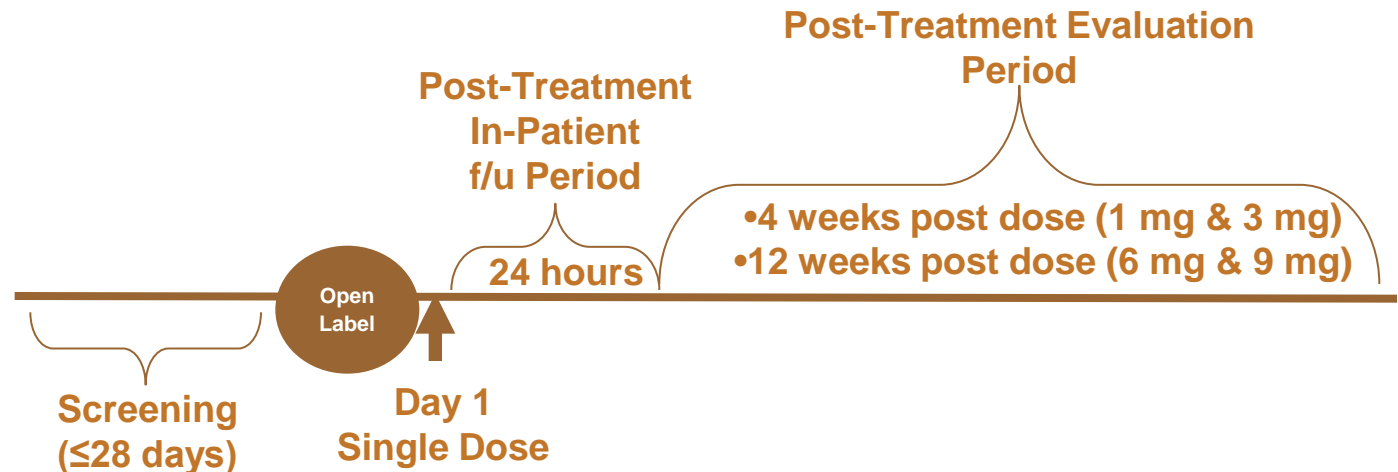 Post-Treatment Evaluation
Period
Post-Treatment
In-Patient
f/u Period
•4 weeks post dose (1 mg & 3 mg)
•12 weeks post dose (6 mg & 9 mg)
24 hours
Open
Label
Screening
(≤28 days)
Day 1
Single Dose